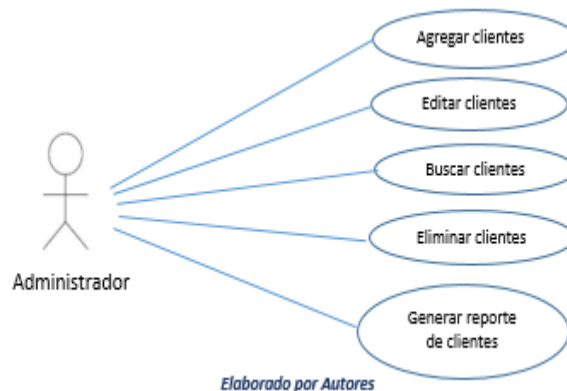 Agregar clientes
Editar clientes
Buscar clientes
Eliminar clientes
Administrador
Generar reporte
de clientes
Elaborado por Autores